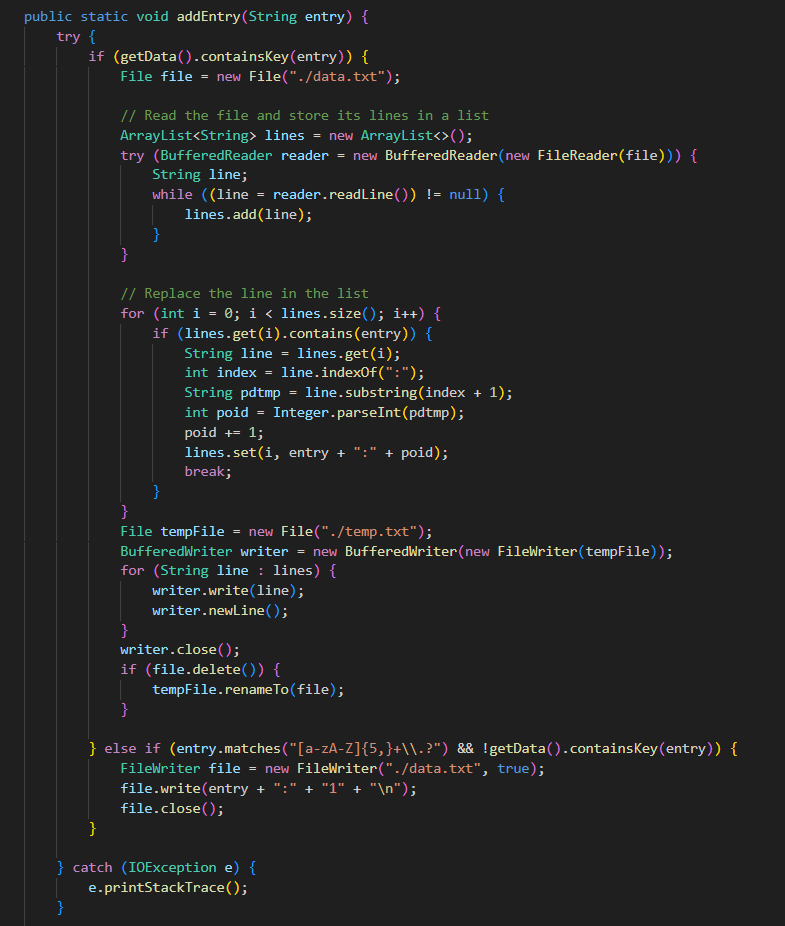 public static void addEntry(String entry) {
    try {
        if (getData().containsKey(entry)) {
            File file = new File("./data.txt");

            // Read the file and store its lines in a list
            ArrayList<String> lines = new ArrayList<>();
            try (BufferedReader reader = new BufferedReader(new FileReader(file))) {
                String line;
                while ((line = reader.readLine()) != null) {
                    lines.add(line);
                }
            }

            // Replace the line in the list
            for (int i = 0; i < lines.size(); i++) {
                if (lines.get(i).contains(entry)) {
                    String line = lines.get(i);
                    int index = line.indexOf(":");
                    String pdtmp = line.substring(index + 1);
                    int poid = Integer.parseInt(pdtmp);
                    poid += 1;
                    lines.set(i, entry + ":" + poid);
                    break;
                }
            }
            File tempFile = new File("./temp.txt");
            BufferedWriter writer = new BufferedWriter(new FileWriter(tempFile));
            for (String line : lines) {
                writer.write(line);
                writer.newLine();
            }
            writer.close();
            if (file.delete()) {
                tempFile.renameTo(file);
            }

        } else if (entry.matches("[a-zA-Z]{5,}+\\.?") && !getData().containsKey(entry)) {
            FileWriter file = new FileWriter("./data.txt", true);
            file.write(entry + ":" + "1" + "\n");
            file.close();
        }

    } catch (IOException e) {
        e.printStackTrace();
    }